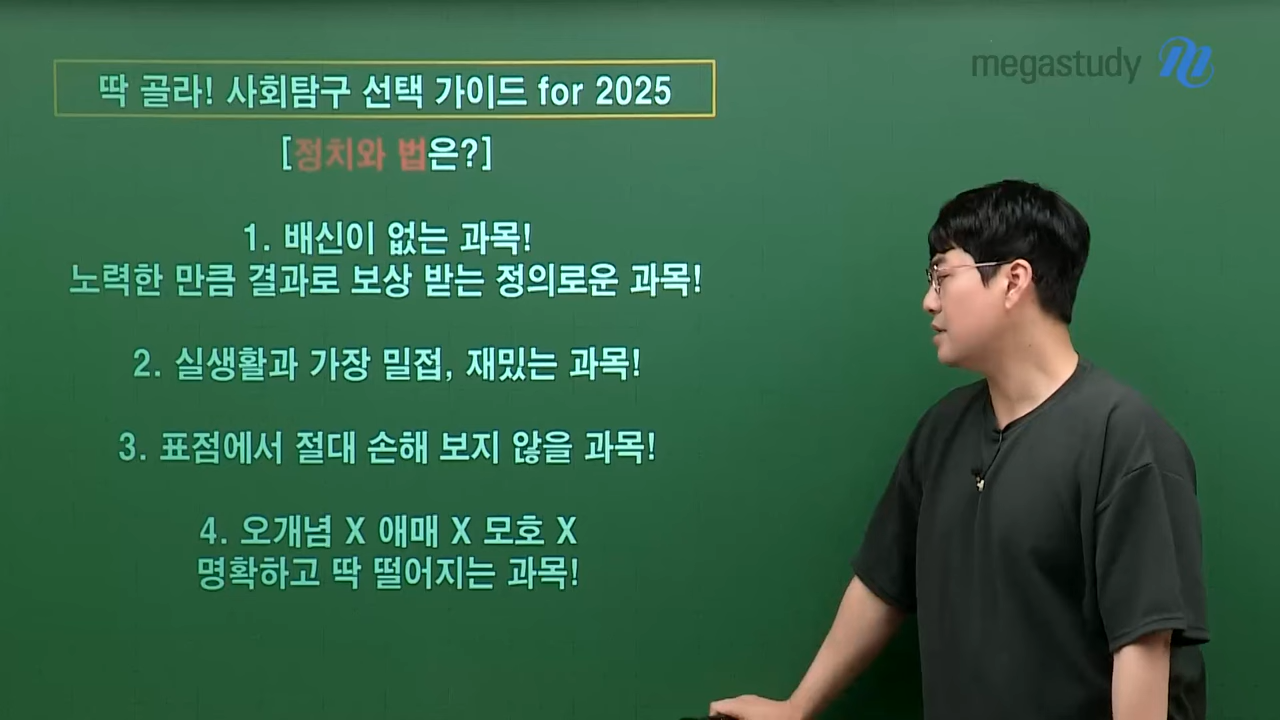 megastudy
딱 골라! 사회탐구 선택 가이드 for 2025
[정치와 법은?]
1. 배신이 없는 과목!
노력한 만큼 결과로 보상 받는 정의로운 과목!
2. 실생활과 가장 밀접, 재밌는 과목!
3. 표점에서 절대 손해 보지 않을 과목!
4. 오개념 X 애매 X 모호 X
명확하고 딱 떨어지는 과목!